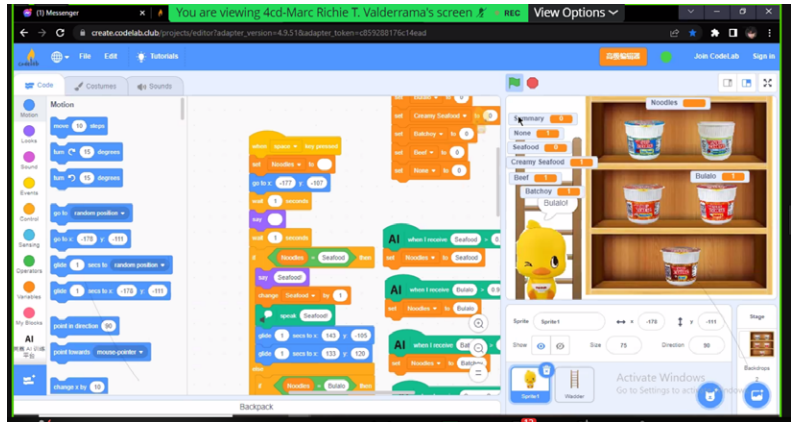 (1) Messenger
You are viewing 4cd-Marc Richie T. Valderrama's screen
REC
View Options
create.codelab.club/projects/editor?adapter_version=4.9.51&adapter_token=c859288176c14ead
File Edit Tutorials
Join CodeLab Sign in
Code Costumes Sounds
Motion
Looks
Sound
Events
Control
Sensing
Operators
Variables
My Blocks
AI
Motion
move 10 steps
turn 15 degrees
turn 15 degrees
go to random position
go to x: -178 y: -111
glide 1 secs to random position
glide 1 secs to x: -178 y: -111
point in direction 90
point towards mouse-pointer
change x by 10
when space key pressed
set Noodles to
go to x: -177 y: -107
wait 1 seconds
say
wait 1 seconds
if Noodles = Seafood then
say Seafood!
change Seafood by 1
speak Seafood!
glide 1 secs to x: 143 y: -105
glide 1 secs to x: 133 y: 120
else
if Noodles = Bulalo then
set Creamy Seafood to 0
set Batchoy to 0
set Beef to 0
set None to 0
AI when I receive Seafood
set Noodles to Seafood
AI when I receive Bulalo
set Noodles to Bulalo
AI when I receive
set Noodles to
Backpack
Summary 0
None 1
Seafood 0
Creamy Seafood 1
Beef 1
Batchoy 1
Bulalo!
Noodles
Bulalo 1
Sprite Sprite1 x -178 y -111
Show Size 75 Direction 90
Stage
Backdrops
2
Sprite1
Wladder
Activate Windows
Go to Settings to activate Windows